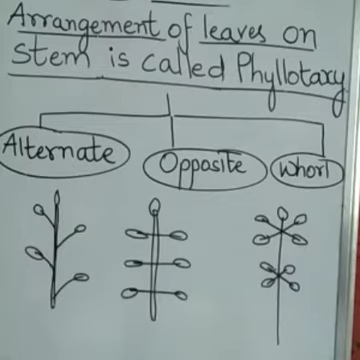 Arrangement of leaves on
Stem is called Phyllotaxy
Alternate
Opposite
Whorl